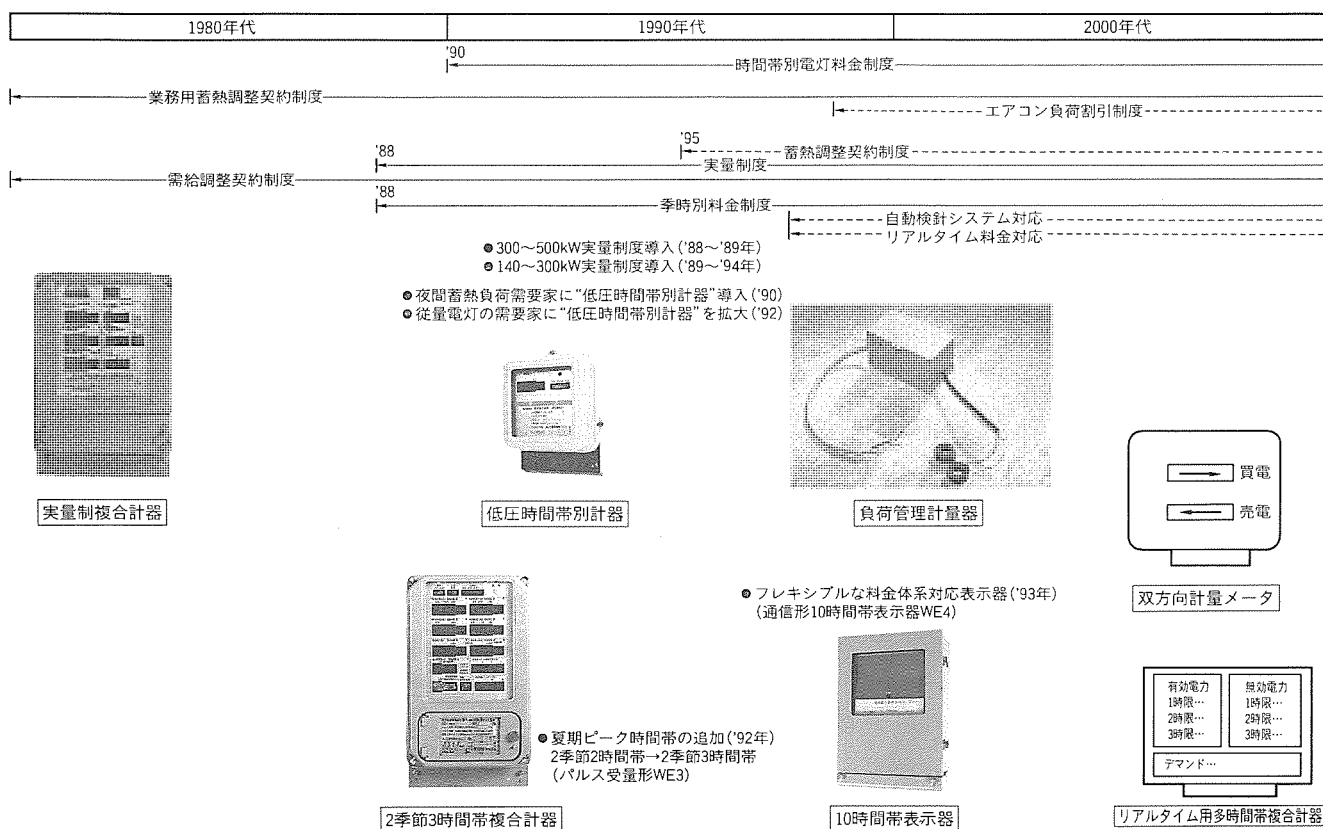 1980年代
1990年代
2000年代
'90
時間帯別電灯料金制度
業務用蓄熱調整契約制度
エアコン負荷割引制度
'95
蓄熱調整契約制度
'88
実量制度
需給調整契約制度
'88
季時別料金制度
自動検針システム対応
リアルタイム料金対応
●300〜500kW実量制度導入('88〜'89年)
●140〜300kW実量制度導入('89〜'94年)
●夜間蓄熱負荷需要家に“低圧時間帯別計器”導入('90)
●従量電灯の需要家に“低圧時間帯別計器”を拡大('92)
実量制複合計器
低圧時間帯別計器
負荷管理計量器
買電
売電
双方向計量メータ
●フレキシブルな料金体系対応表示器('93年)
(通信形10時間帯表示器WE4)
●夏期ピーク時間帯の追加('92年)
2季節2時間帯→2季節3時間帯
(パルス受量形WE3)
有効電力
1時限…
2時限…
3時限…
無効電力
1時限…
2時限…
3時限…
デマンド…
2季節3時間帯複合計器
10時間帯表示器
リアルタイム用多時間帯複合計器